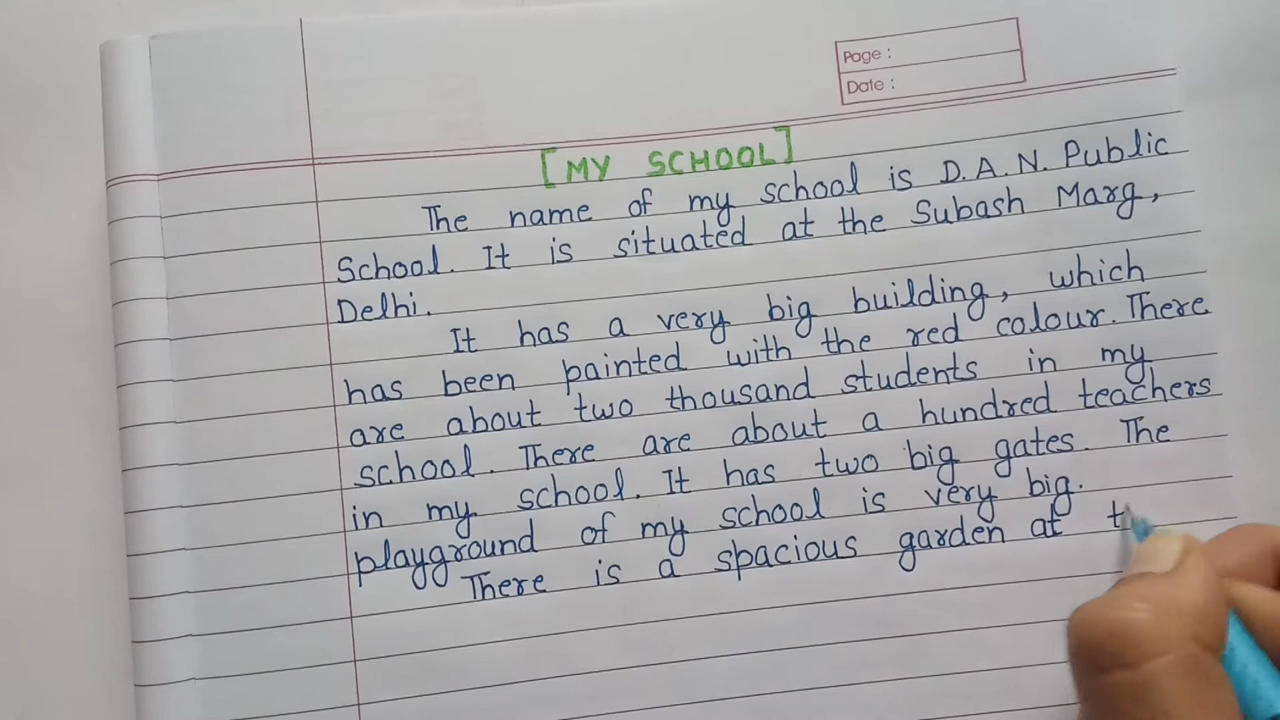 Page :
Date :
[MY SCHOOL]
The name of my school is D.A.N. Public
School. It is situated at the Subash Marg,
Delhi.
It has a very big building, which
has been painted with the red colour. There
are about two thousand students in my
school. There are about a hundred teachers
in my school. It has two big gates. The
playground of my school is very big.
There is a spacious garden at t